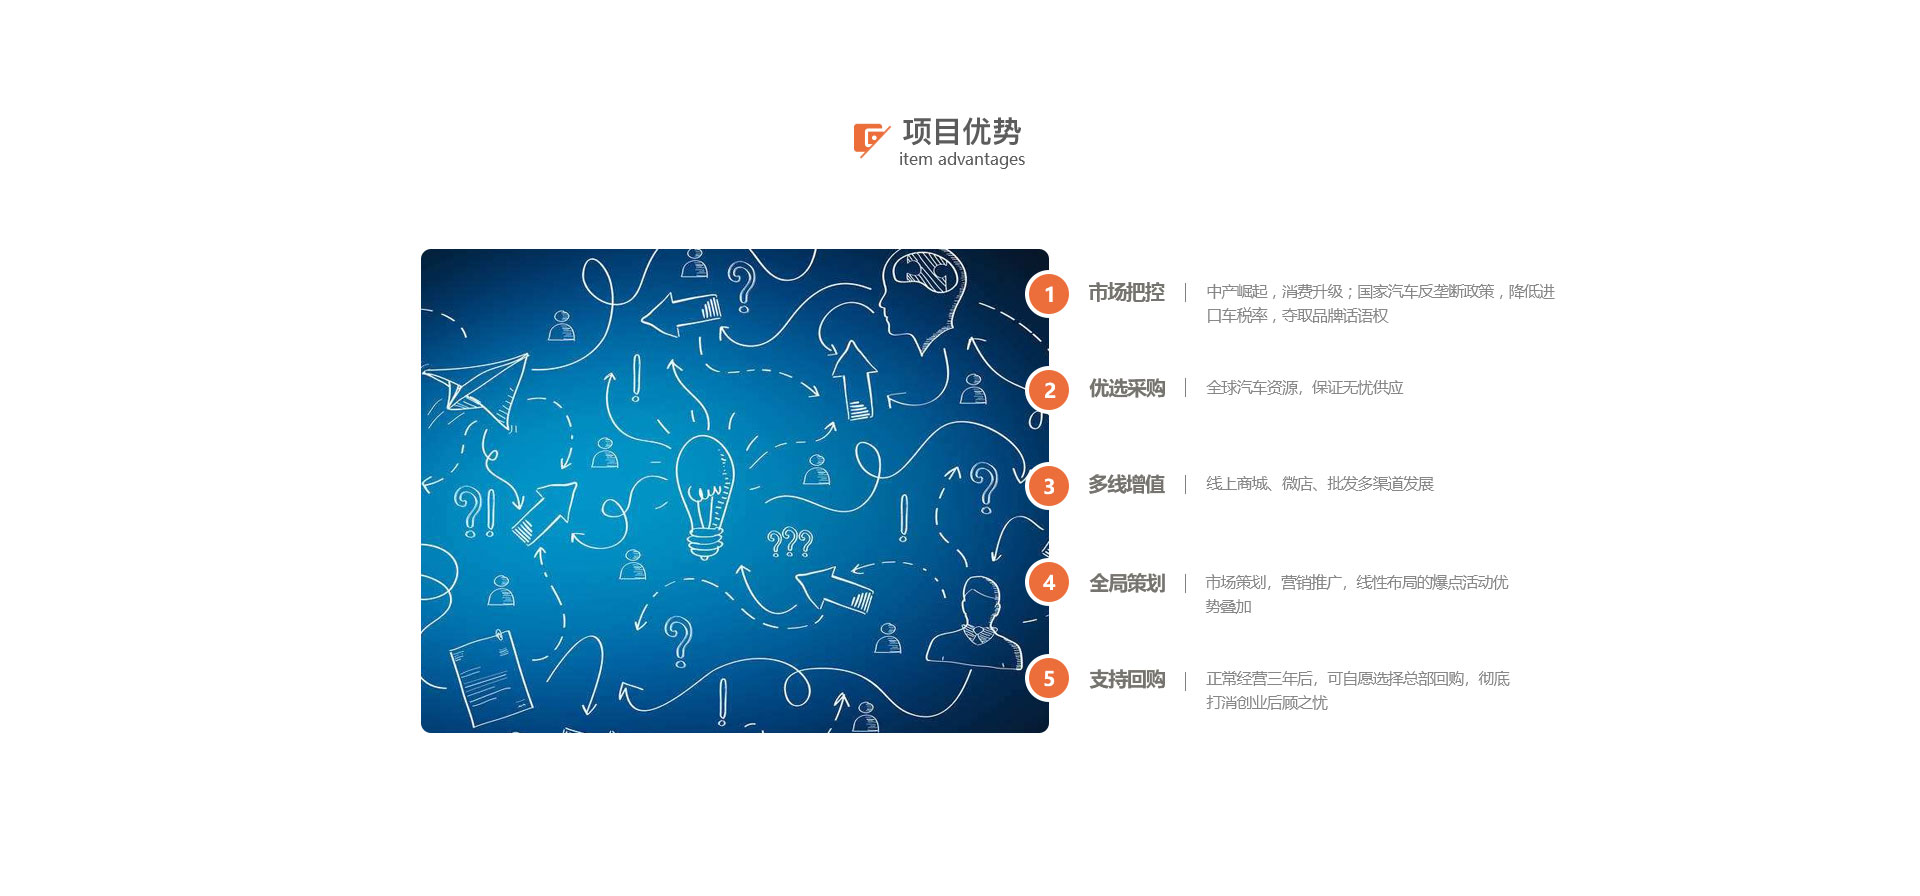 项目优势
item advantages
1 市场把控 中产崛起，消费升级；国家汽车反垄断政策，降低进
口车税率，夺取品牌话语权
2 优选采购 全球汽车资源，保证无忧供应
3 多线增值 线上商城、微店、批发多渠道发展
4 全局策划 市场策划，营销推广，线性布局的爆点活动优
势叠加
5 支持回购 正常经营三年后，可自愿选择总部回购，彻底
打消创业后顾之忧